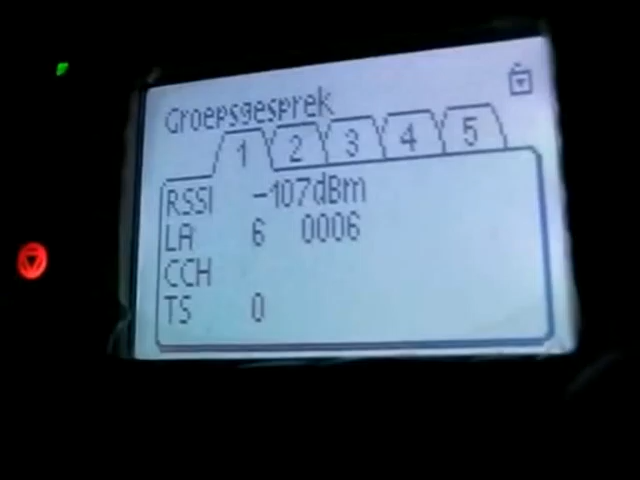 Groepsgesprek
1 2 3 4 5
RSSI -107dBm
LA 6 0006
CCH
TS 0